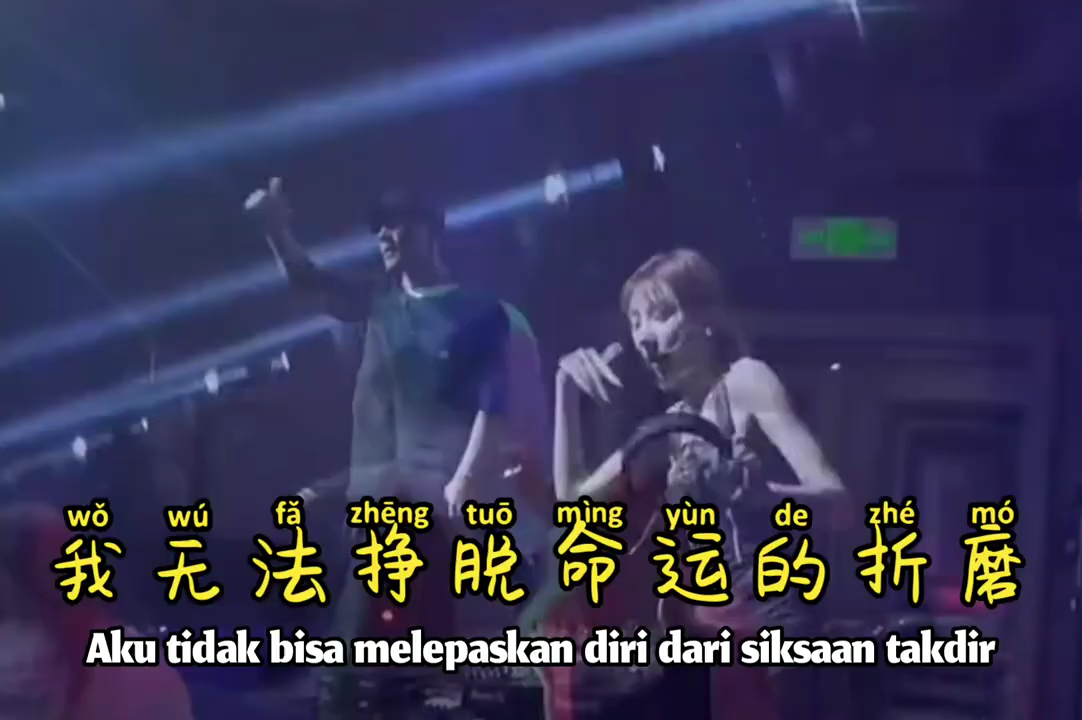 wǒ wú fǎ zhēng tuō mìng yùn de zhé mó
我无法挣脱命运的折磨
Aku tidak bisa melepaskan diri dari siksaan takdir